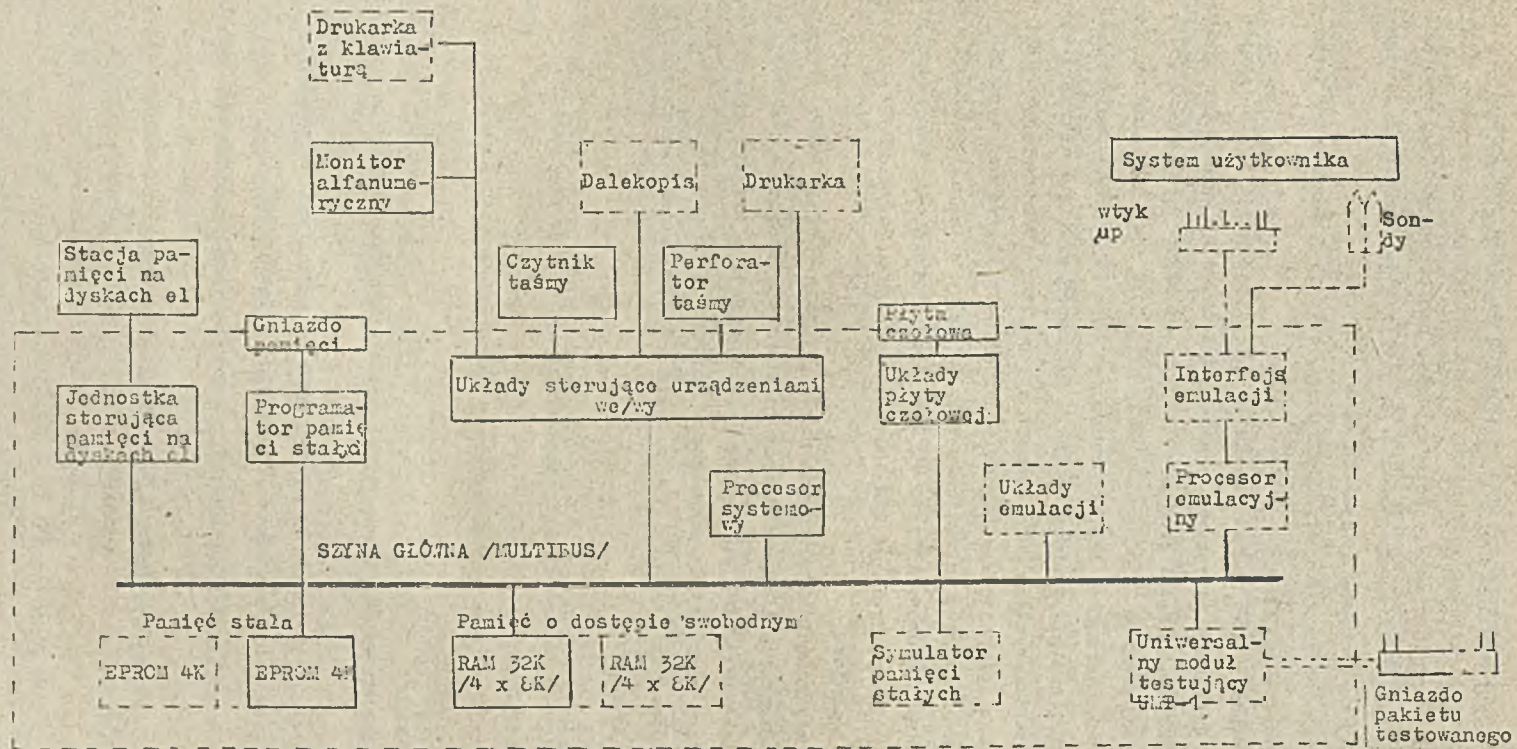 Drukarka
z klawia-
turą
Monitor
alfanume-
ryczny
Dalekopis
Drukarka
System użytkownika
wtyk
μp
Son-
dy
Stacja pa-
mięci na
dyskach el
Czytnik
taśmy
Perfora-
tor
taśmy
Gniazdo
pamięci
Płyta
czołowa
Jednostka
sterująca
pamięci na
dyskach el
Programa-
tor pamię
ci stałych
Układy sterujące urządzeniami
we/wy
Układy
płyty
czołowej
Interfejs
emulacji
Procesor
systemo-
wy
Układy
emulacji
Procesor
emulacyj-
ny
SZYNA GŁÓWNA /MULTIBUS/
Pamięć stała
Pamięć o dostępie swobodnym
EPROM 4K
EPROM 4K
RAM 32K
/4 x 8K/
RAM 32K
/4 x 8K/
Symulator
pamięci
stałych
Uniwersal-
ny moduł
testujący
UMT-1
Gniazdo
pakietu
testowanego